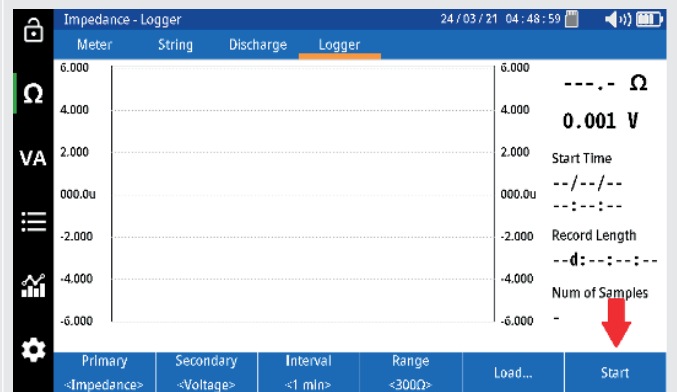 Impedance - Logger 24 / 03 / 21 04 : 48 : 59
Meter String Discharge Logger
Ω
VA
6.000
4.000
2.000
000.0u
-2.000
-4.000
-6.000
6.000
4.000
2.000
000.0u
-2.000
-4.000
-6.000
---.- Ω
0.001 V
Start Time
--/--/--
--:--:--
Record Length
--d:--:--:--
Num of Samples
-
Primary Secondary Interval Range Load... Start
<Impedance> <Voltage> <1 min> <300Ω>